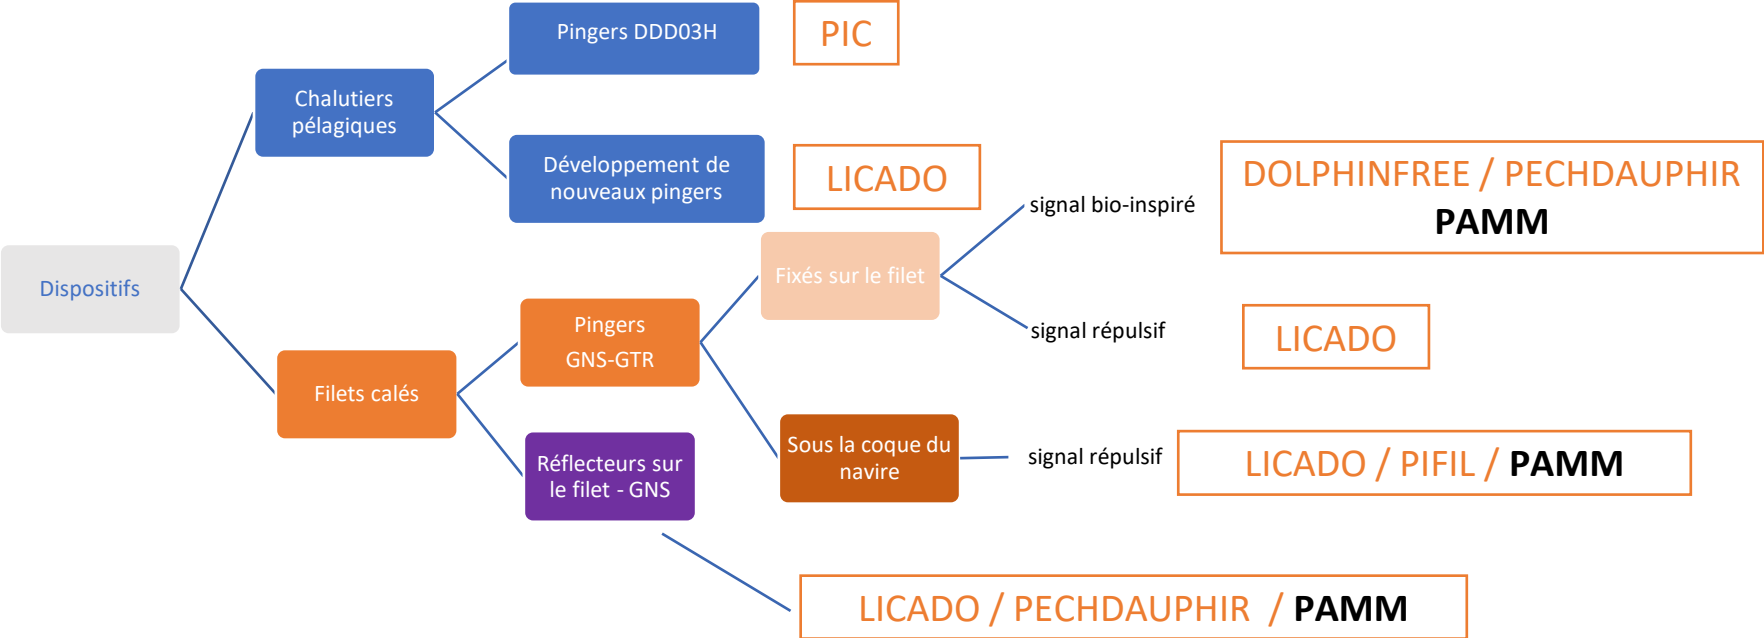 Pingers DDD03H
PIC
Chalutiers
pélagiques
Développement de
nouveaux pingers
LICADO
signal bio-inspiré
DOLPHINFREE / PECHDAUPHIR
PAMM
Dispositifs
Fixés sur le filet
signal répulsif
LICADO
Pingers
GNS-GTR
Filets calés
Sous la coque du
navire
signal répulsif
LICADO / PIFIL / PAMM
Réflecteurs sur
le filet - GNS
LICADO / PECHDAUPHIR / PAMM